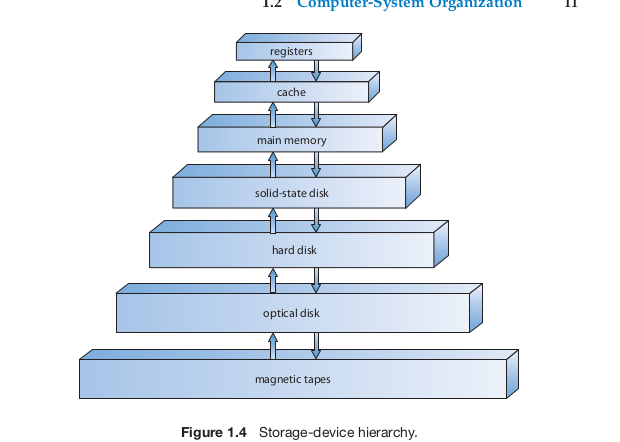 1.2 Computer-System Organization 11
registers
cache
main memory
solid-state disk
hard disk
optical disk
magnetic tapes
Figure 1.4 Storage-device hierarchy.